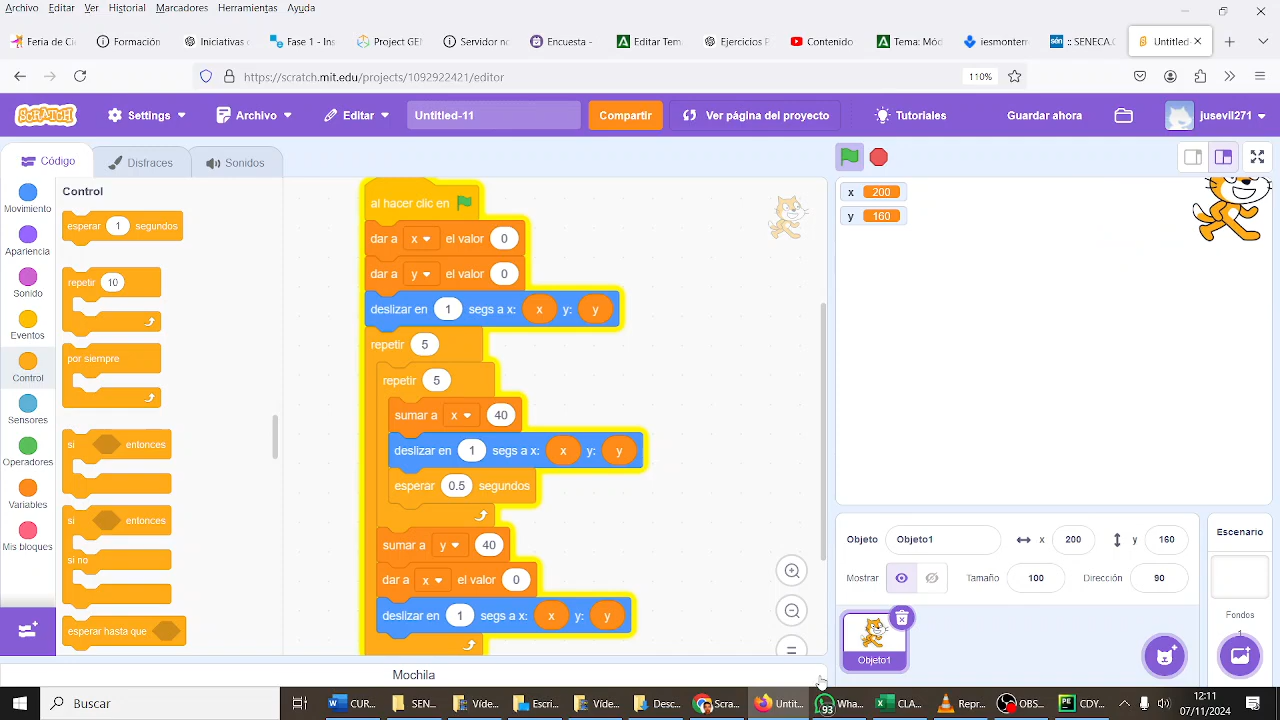 Archivo Editar Ver Historial Marcadores Herramientas Ayuda
Feria de Ci
Formación
Iniciativas
Fase 1 - Ins
Project GEN
Servidor no
Encuesta -
Editar Tem
Ejercicios P
Contenido
Tema: Mód
iesmonter
:: SENECA.C
Untitled-
https://scratch.mit.edu/projects/1092922421/editor
110%
SCRATCH
Settings
Archivo
Editar
Untitled-11
Compartir
Ver página del proyecto
Tutoriales
Guardar ahora
jusevil271
Código
Disfraces
Sonidos
Movimiento
Apariencia
Sonido
Eventos
Control
Sensores
Operadores
Variables
Mis bloques
Control
esperar 1 segundos
repetir 10
por siempre
si entonces
si entonces
si no
esperar hasta que
al hacer clic en
dar a x el valor 0
dar a y el valor 0
deslizar en 1 segs a x: x y: y
repetir 5
repetir 5
sumar a x 40
deslizar en 1 segs a x: x y: y
esperar 0.5 segundos
sumar a y 40
dar a x el valor 0
deslizar en 1 segs a x: x y: y
x 200
y 160
Objeto Objeto1 x 200 y 160
Mostrar Tamaño 100 Dirección 90
Objeto1
Escenario
Fondos
1
Mochila
Buscar
CUR
SEN
Víde
Escri
Víde
Desc
Scra
Untit
93
Wha
CLA
Repr
OBS
CDY
12:11
07/11/2024